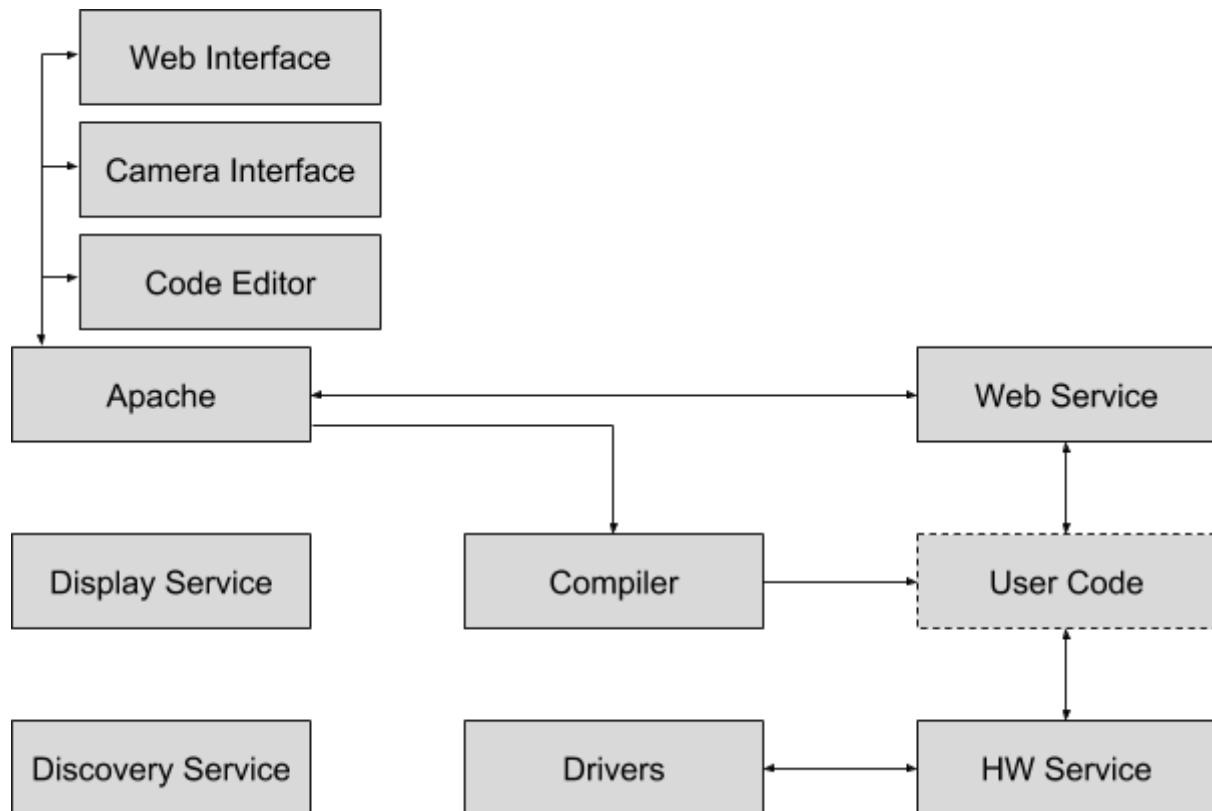 Web Interface
Camera Interface
Code Editor
Apache
Web Service
Display Service
Compiler
User Code
Discovery Service
Drivers
HW Service